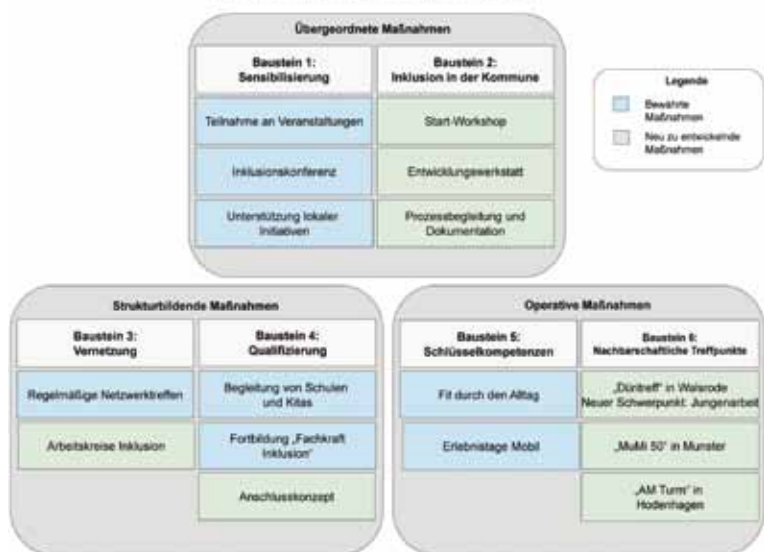 Übergeordnete Maßnahmen
Baustein 1:
Sensibilisierung
Baustein 2:
Inklusion in der Kommune
Teilnahme an Veranstaltungen
Start-Workshop
Inklusionskonferenz
Entwicklungswerkstatt
Unterstützung lokaler
Initiativen
Prozessbegleitung und
Dokumentation
Legende
Bewährte
Maßnahmen
Neu zu entwickelnde
Maßnahmen
Strukturbildende Maßnahmen
Baustein 3:
Vernetzung
Baustein 4:
Qualifizierung
Regelmäßige Netzwerktreffen
Begleitung von Schulen
und Kitas
Arbeitskreise Inklusion
Fortbildung „Fachkraft
Inklusion“
Anschlusskonzept
Operative Maßnahmen
Baustein 5:
Schlüsselkompetenzen
Baustein 6:
Nachbarschaftliche Treffpunkte
Fit durch den Alltag
„Düntreff“ in Walsrode
Neuer Schwerpunkt: Jungenarbeit
Erlebnistage Mobil
„MuMi 50“ in Munster
„AM Turm“ in
Hodenhagen